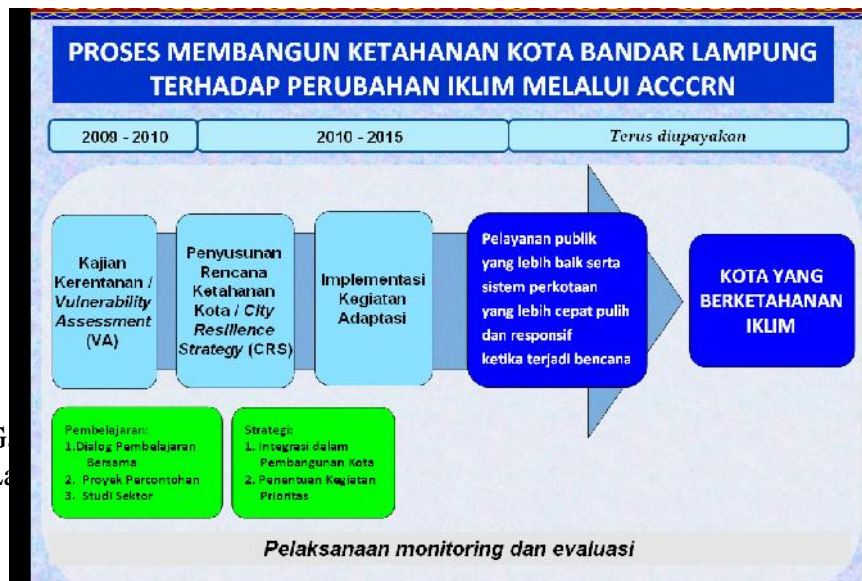 PROSES MEMBANGUN KETAHANAN KOTA BANDAR LAMPUNG
TERHADAP PERUBAHAN IKLIM MELALUI ACCCRN
2009 - 2010
2010 - 2015
Terus diupayakan
Kajian
Kerentanan /
Vulnerability
Assessment
(VA)
Penyusunan
Rencana
Ketahanan
Kota / City
Resilience
Strategy (CRS)
Implementasi
Kegiatan
Adaptasi
Pelayanan publik
yang lebih baik serta
sistem perkotaan
yang lebih cepat pulih
dan responsif
ketika terjadi bencana
KOTA YANG
BERKETAHANAN
IKLIM
Pembelajaran:
1.Dialog Pembelajaran
Bersama
2. Proyek Percontohan
3. Studi Sektor
Strategi:
1. Integrasi dalam
Pembangunan Kota
2. Penentuan Kegiatan
Prioritas
Pelaksanaan monitoring dan evaluasi